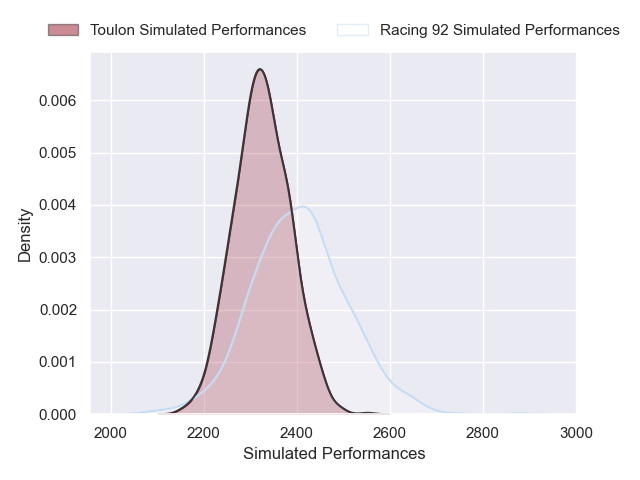 Toulon Simulated Performances
Racing 92 Simulated Performances
0.006
0.005
0.004
0.003
0.002
0.001
0.000
Density
2000 2200 2400 2600 2800 3000
Simulated Performances